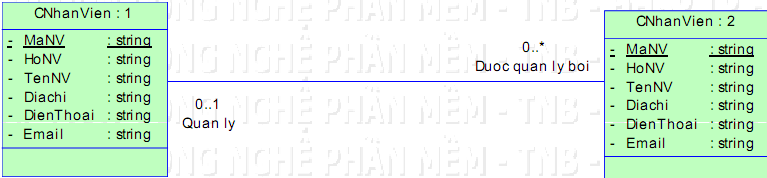 CNhanVien : 1
- MaNV : string
- HoNV : string
- TenNV : string
- Diachi : string
- DienThoai : string
- Email : string
0..1
Quan ly
0..*
Duoc quan ly boi
CNhanVien : 2
- MaNV : string
- HoNV : string
- TenNV : string
- Diachi : string
- DienThoai : string
- Email : string